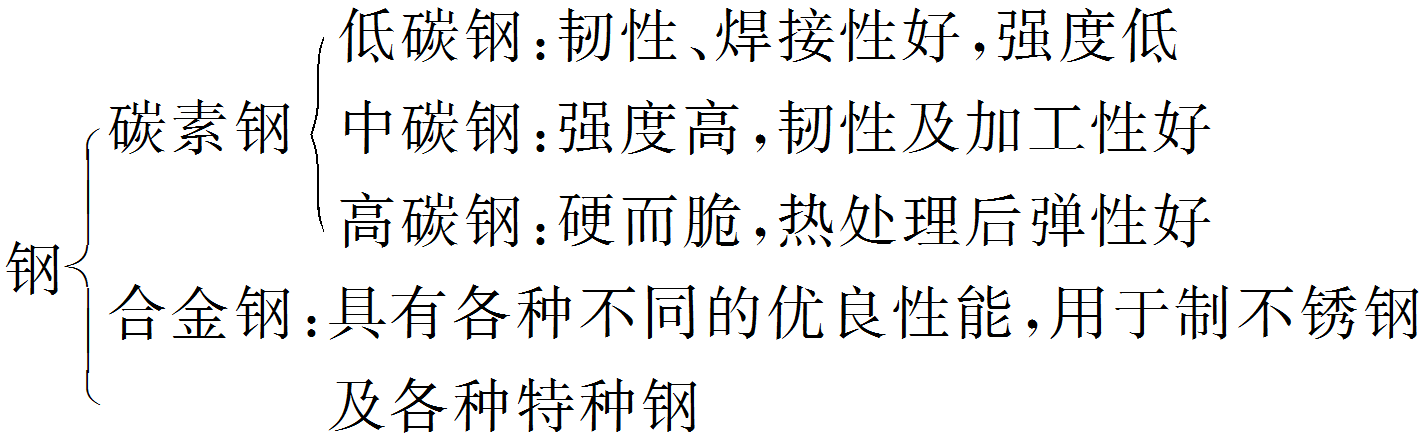 低碳钢:韧性、焊接性好,强度低
碳素钢 中碳钢:强度高,韧性及加工性好
高碳钢:硬而脆,热处理后弹性好
钢
合金钢:具有各种不同的优良性能,用于制不锈钢
及各种特种钢